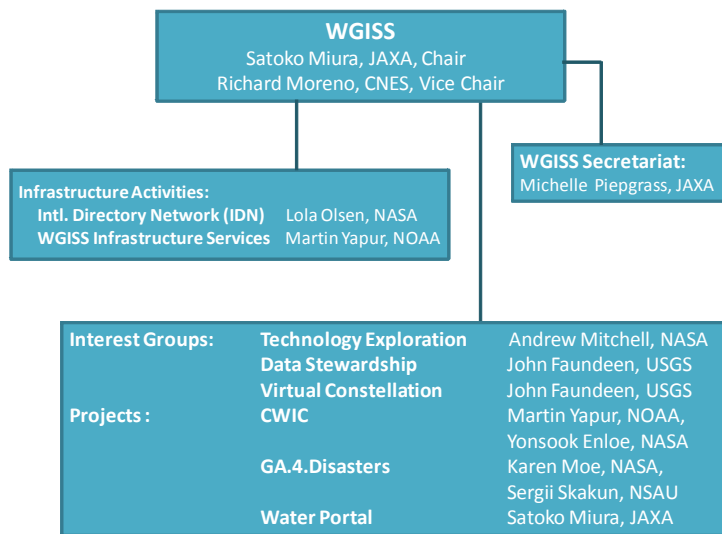 WGISS
Satoko Miura, JAXA, Chair
Richard Moreno, CNES, Vice Chair
WGISS Secretariat:
Michelle Piepgrass, JAXA
Infrastructure Activities:
Intl. Directory Network (IDN) Lola Olsen, NASA
WGISS Infrastructure Services Martin Yapur, NOAA
Interest Groups: Technology Exploration Andrew Mitchell, NASA
Data Stewardship John Faundeen, USGS
Virtual Constellation John Faundeen, USGS
Projects : CWIC Martin Yapur, NOAA,
Yonsook Enloe, NASA
GA.4.Disasters Karen Moe, NASA,
Sergii Skakun, NSAU
Water Portal Satoko Miura, JAXA